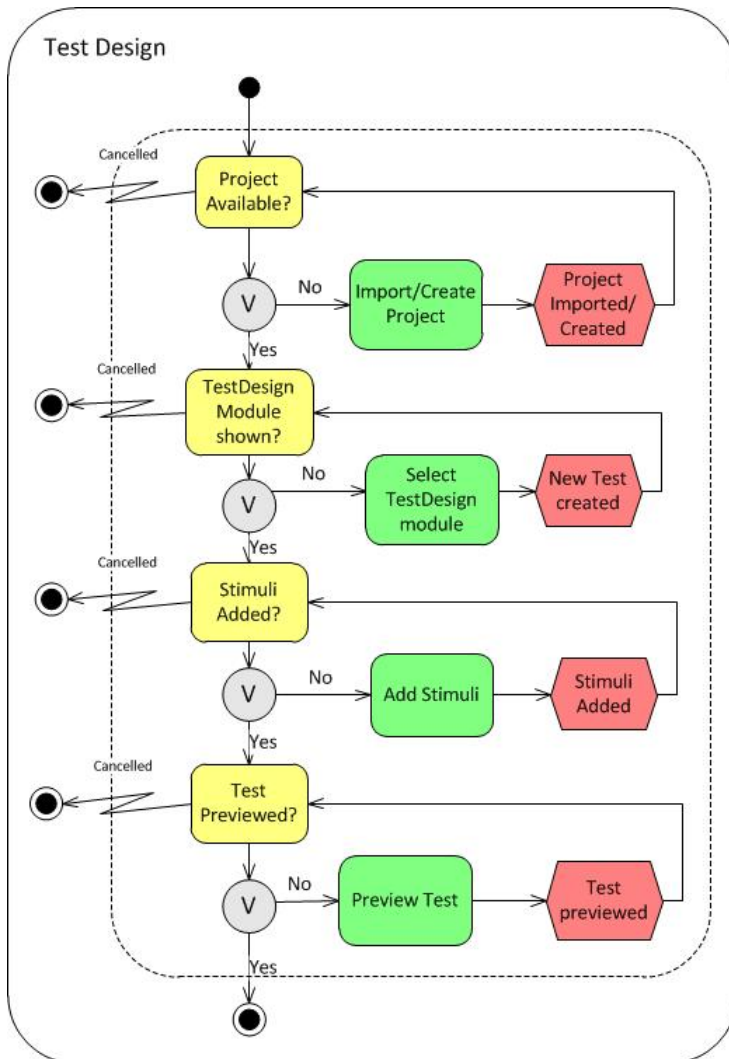 Test Design
Cancelled
Project
Available?
V
No
Import/Create
Project
Project
Imported/
Created
Yes
Cancelled
TestDesign
Module
shown?
V
No
Select
TestDesign
module
New Test
created
Yes
Cancelled
Stimuli
Added?
V
No
Add Stimuli
Stimuli
Added
Yes
Cancelled
Test
Previewed?
V
No
Preview Test
Test
previewed
Yes